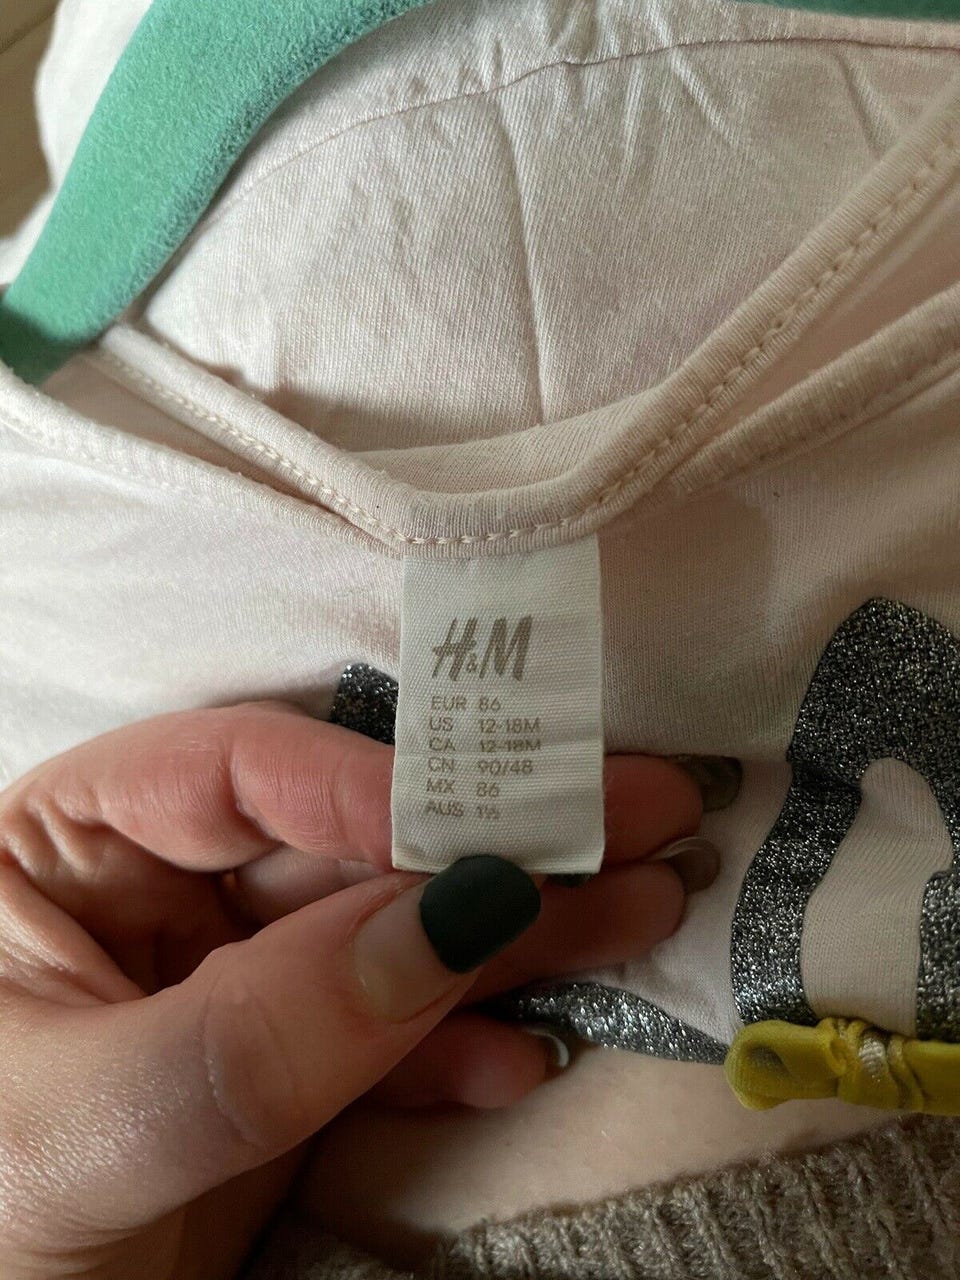 H&M
EUR 86
US 12-18M
CA 12-18M
CN 90/48
MX 86
AUS 1½